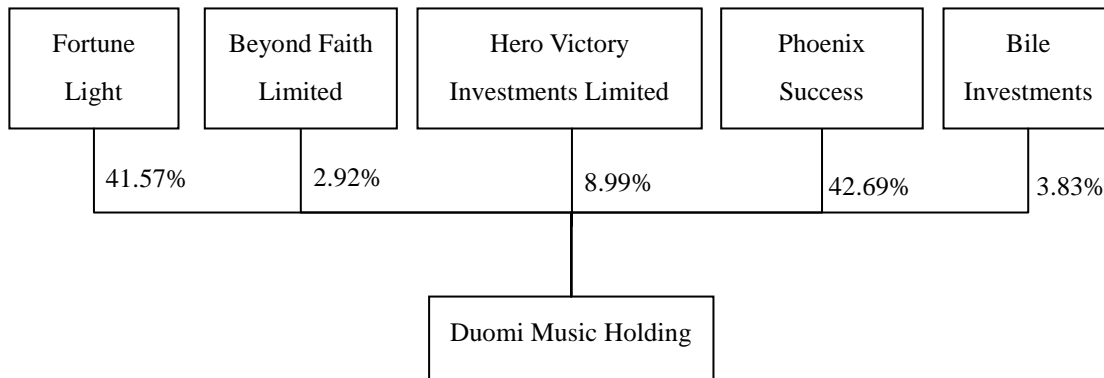 Fortune
Light
Beyond Faith
Limited
Hero Victory
Investments Limited
Phoenix
Success
Bile
Investments
41.57%
2.92%
8.99%
42.69%
3.83%
Duomi Music Holding